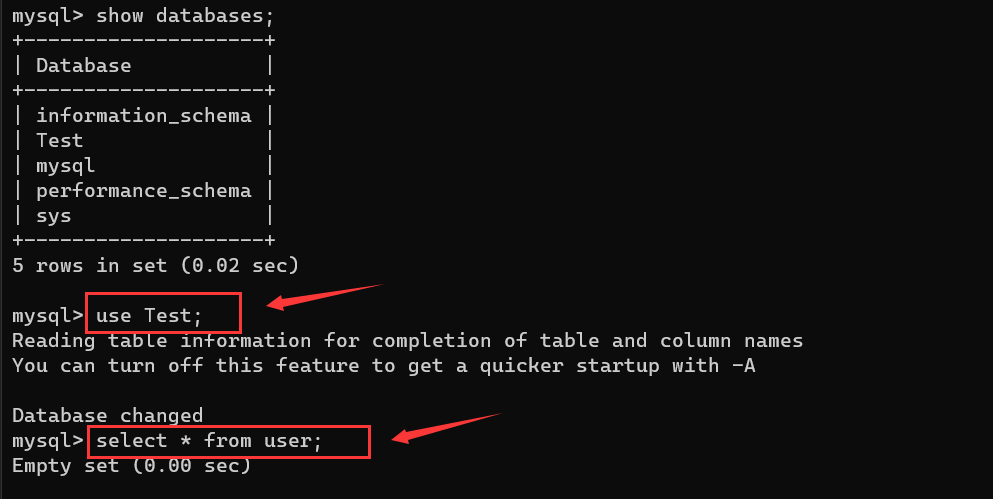 mysql> show databases;
+--------------------+
| Database           |
+--------------------+
| information_schema |
| Test               |
| mysql              |
| performance_schema |
| sys                |
+--------------------+
5 rows in set (0.02 sec)
mysql> use Test;
Reading table information for completion of table and column names
You can turn off this feature to get a quicker startup with -A
Database changed
mysql> select * from user;
Empty set (0.00 sec)